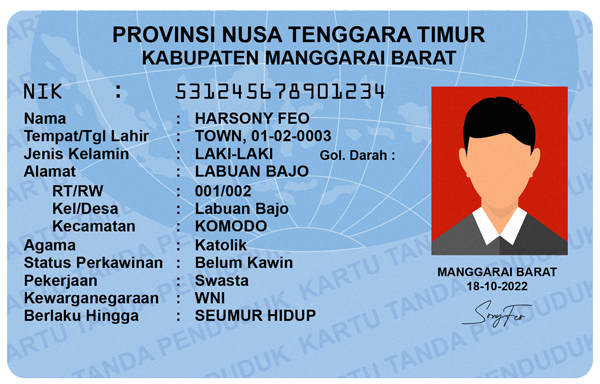 PROVINSI NUSA TENGGARA TIMUR
KABUPATEN MANGGARAI BARAT
NIK : 531245678901234
Nama : HARSONY FEO
Tempat/Tgl Lahir : TOWN, 01-02-0003
Jenis Kelamin : LAKI-LAKI Gol. Darah :
Alamat : LABUAN BAJO
RT/RW : 001/002
Kel/Desa : Labuan Bajo
Kecamatan : KOMODO
Agama : Katolik
Status Perkawinan : Belum Kawin
Pekerjaan : Swasta
Kewarganegaraan : WNI
Berlaku Hingga : SEUMUR HIDUP
MANGGARAI BARAT
18-10-2022
SonyFeo
KARTU TANDA PENDUDUK KARTU TANDA PENDUDUK